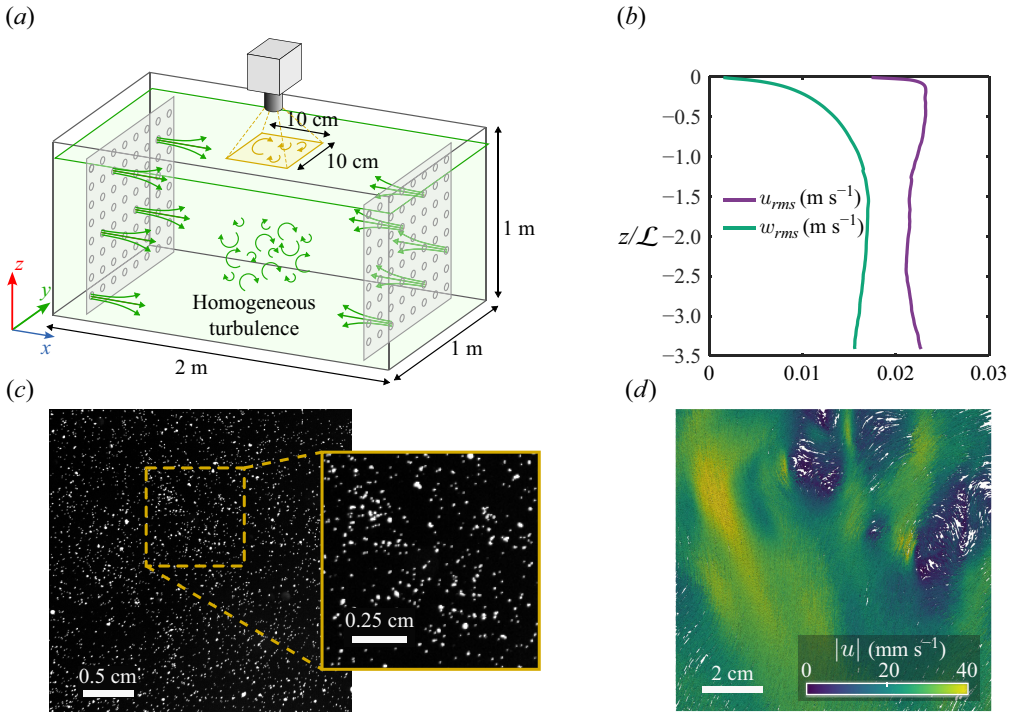 (a)
10 cm
10 cm
1 m
Homogeneous
turbulence
z
y
x
2 m
1 m
(b)
0
−0.5
−1.0
−1.5
−2.0
−2.5
−3.0
−3.5
z/ℒ
u_rms (m s⁻¹)
w_rms (m s⁻¹)
0
0.01
0.02
0.03
(c)
0.25 cm
0.5 cm
(d)
|u| (mm s⁻¹)
0
20
40
2 cm